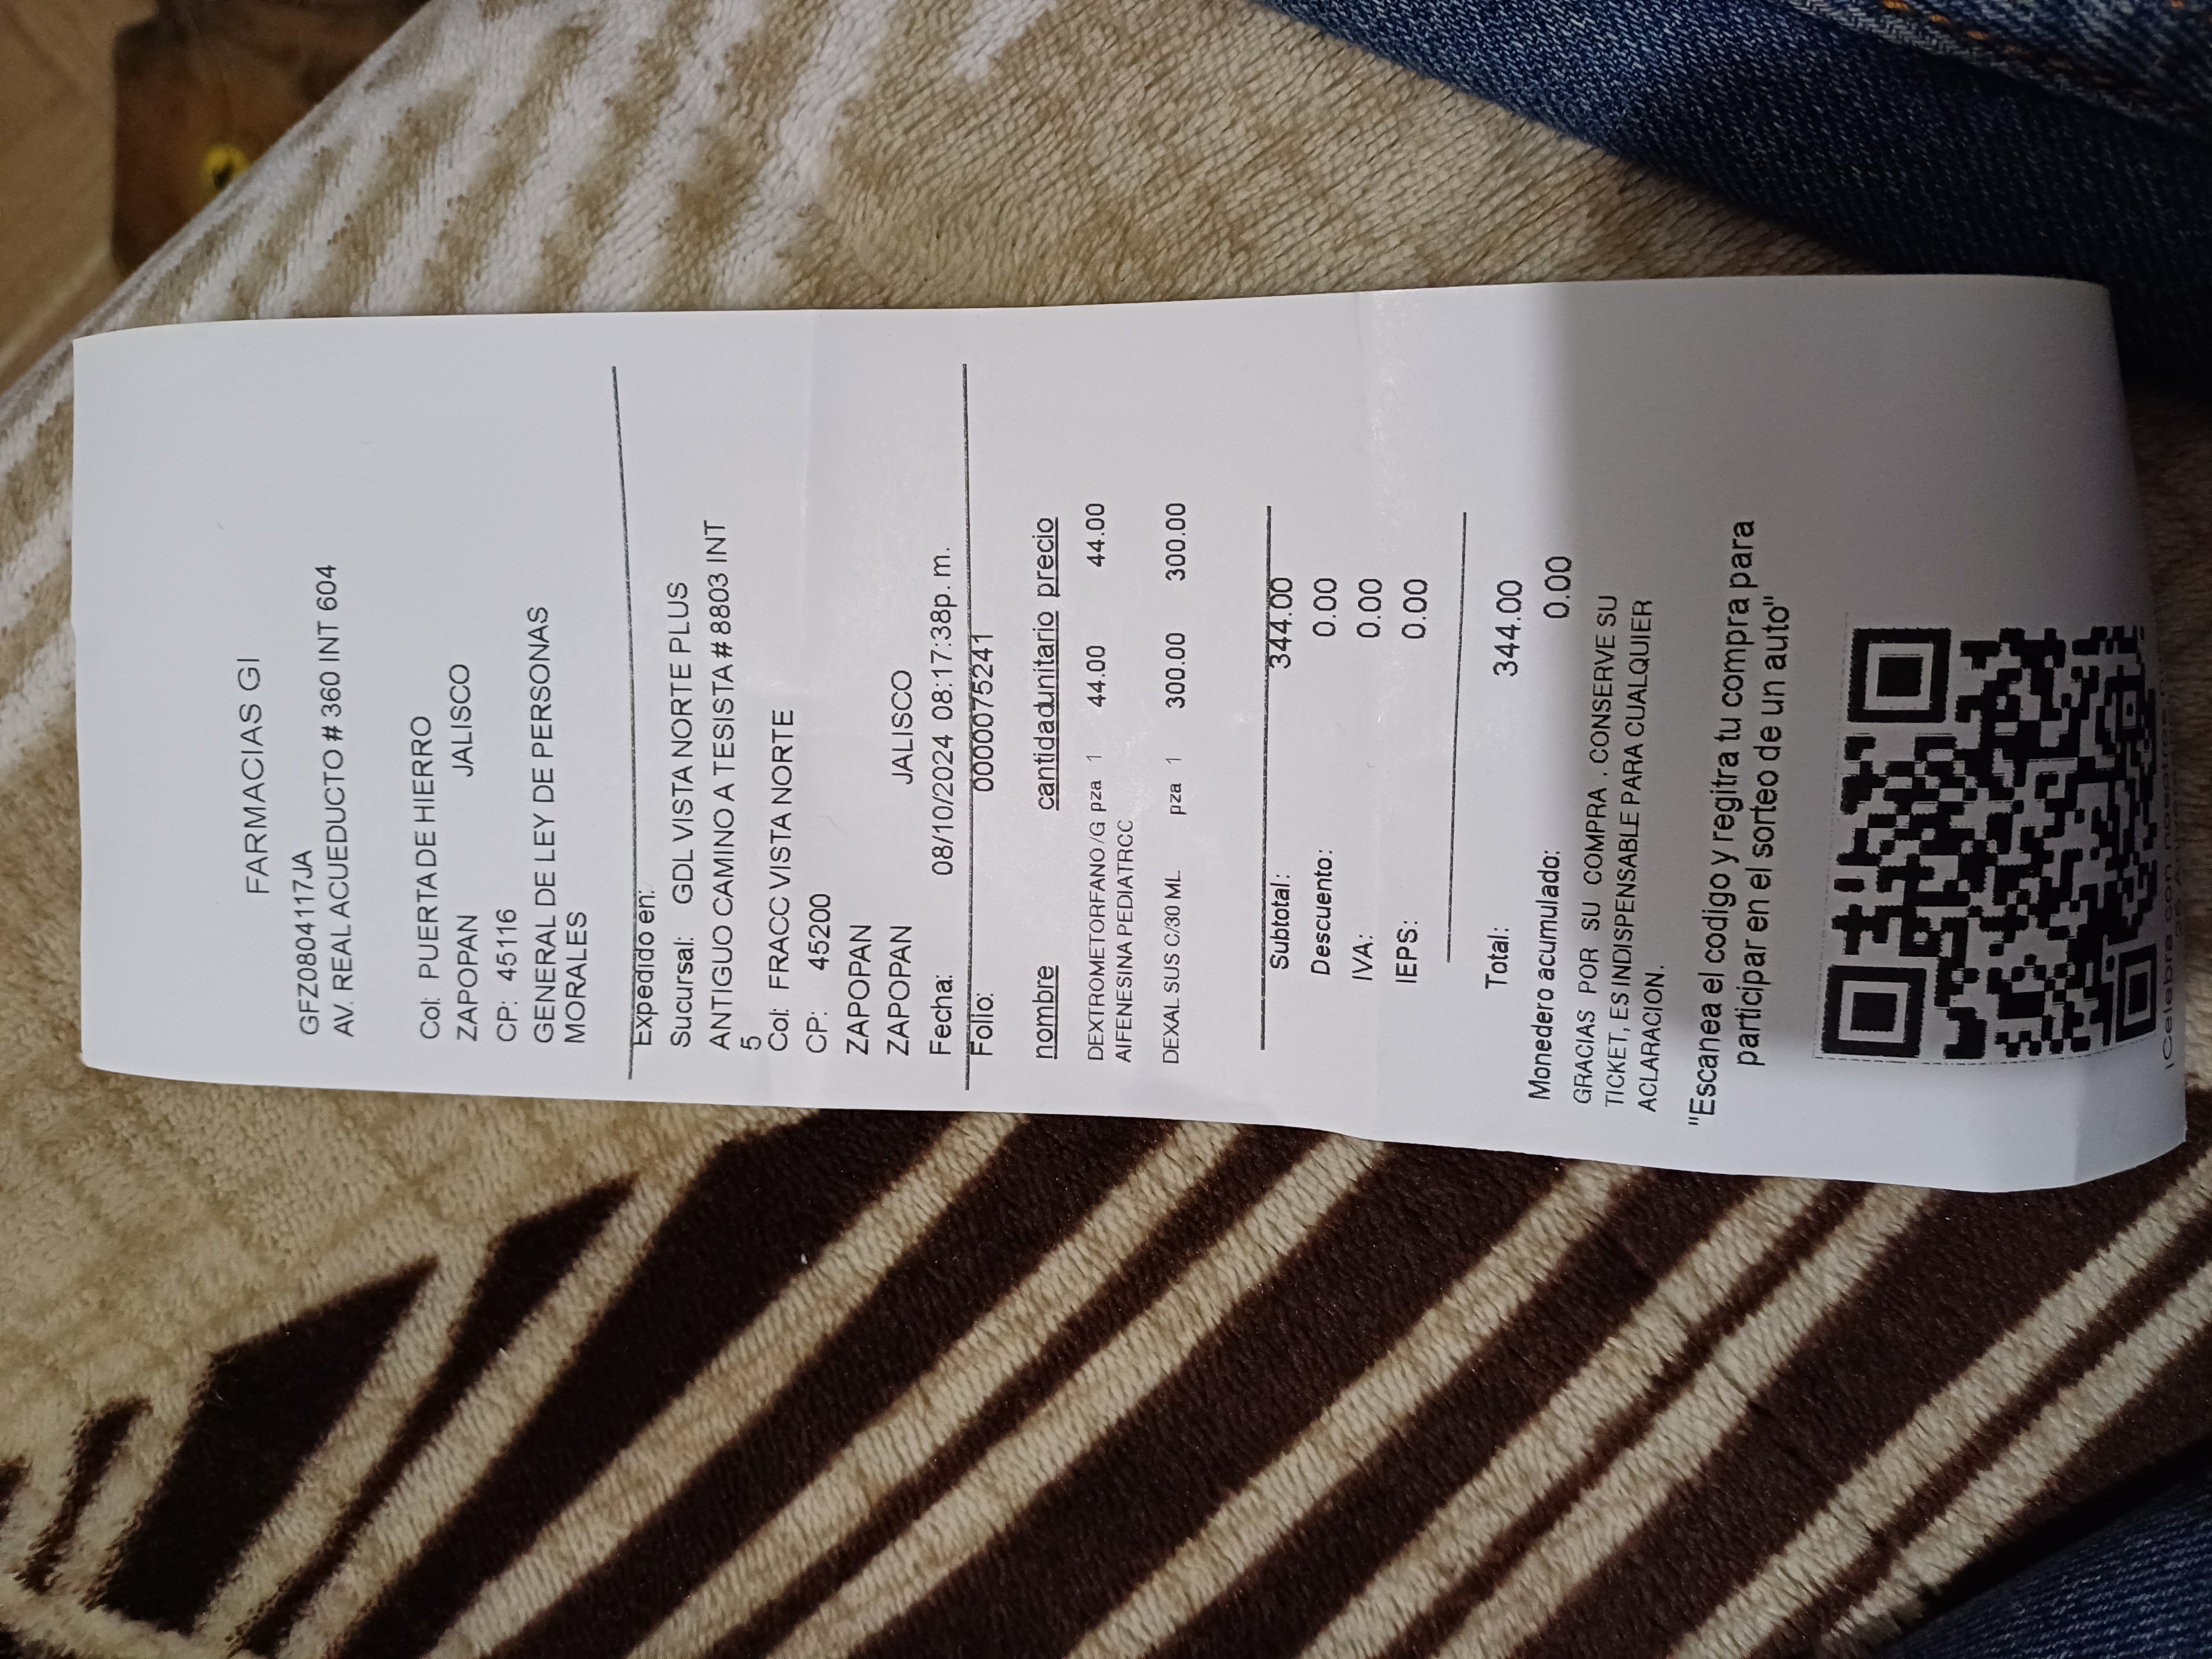 FARMACIAS GI
GFZ0804117JA
AV. REAL ACUEDUCTO # 360 INT 604
Col: PUERTA DE HIERRO
ZAPOPAN JALISCO
CP: 45116
GENERAL DE LEY DE PERSONAS
MORALES
Expedido en:
Sucursal: GDL VISTA NORTE PLUS
ANTIGUO CAMINO A TESISTA # 8803 INT
5
Col: FRACC VISTA NORTE
CP: 45200
ZAPOPAN
ZAPOPAN JALISCO
Fecha: 08/10/2024 08:17:38p. m.
Folio: 0000075241
nombre cantidadunitario precio
DEXTROMETORFANO/G pza 1 44.00 44.00
AIFENESINA PEDIATRCC
DEXAL SUS C/30 ML pza 1 300.00 300.00
Subtotal: 344.00
Descuento: 0.00
IVA: 0.00
IEPS: 0.00
Total: 344.00
Monedero acumulado: 0.00
GRACIAS POR SU COMPRA . CONSERVE SU
TICKET, ES INDISPENSABLE PARA CUALQUIER
ACLARACION.
"Escanea el codigo y regitra tu compra para
participar en el sorteo de un auto"